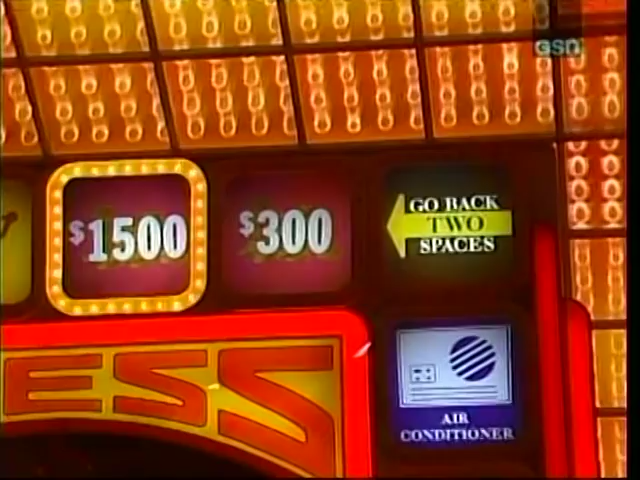 gsn
$1500
$300
GO BACK
TWO
SPACES
ESS
AIR
CONDITIONER